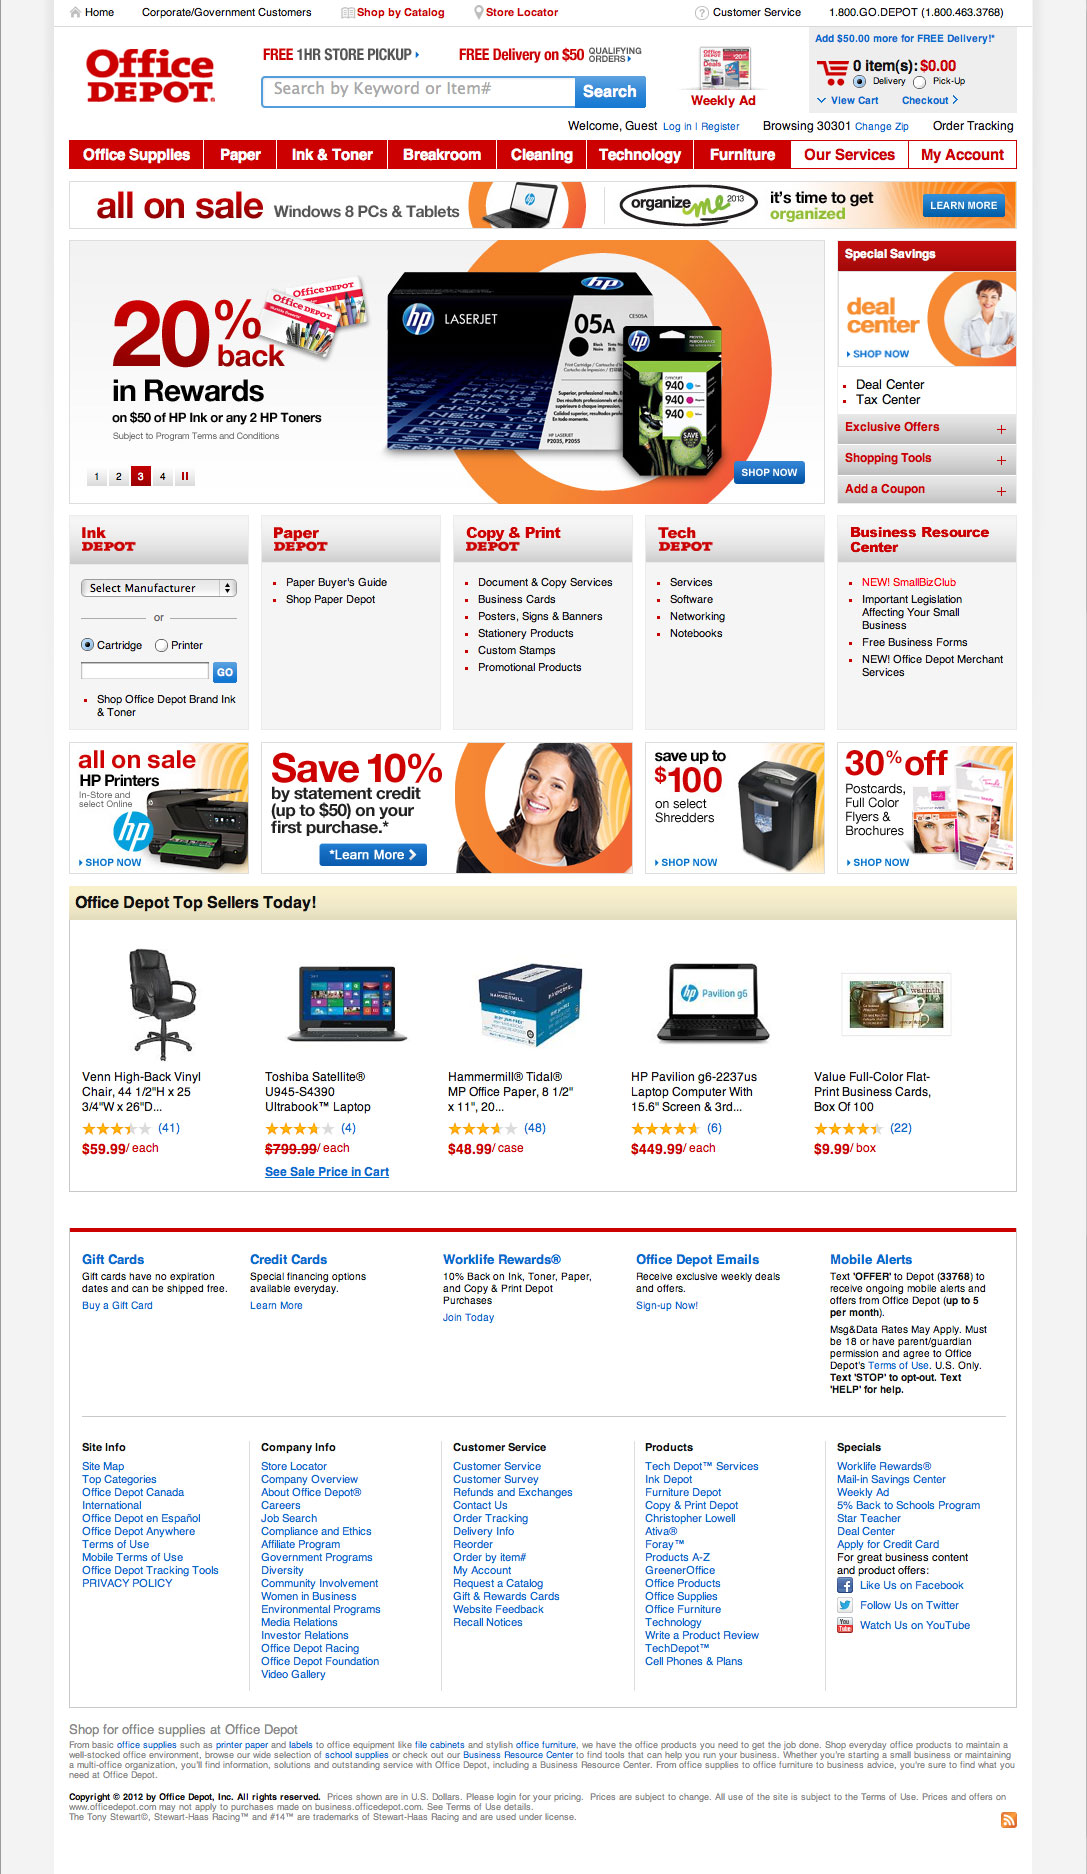 Home
Corporate/Government Customers
Shop by Catalog
Store Locator
Customer Service
1.800.GO.DEPOT (1.800.463.3768)
Office
DEPOT.
FREE 1HR STORE PICKUP
FREE Delivery on $50 QUALIFYING ORDERS
Search by Keyword or Item#
Search
Weekly Ad
Add $50.00 more for FREE Delivery!*
0 item(s): $0.00
Delivery Pick-Up
View Cart Checkout
Welcome, Guest Log in | Register
Browsing 30301 Change Zip
Order Tracking
Office Supplies
Paper
Ink & Toner
Breakroom
Cleaning
Technology
Furniture
Our Services
My Account
all on sale Windows 8 PCs & Tablets
organize me 2013
it's time to get
organized
LEARN MORE
20% back
in Rewards
on $50 of HP Ink or any 2 HP Toners
Subject to Program Terms and Conditions
Office DEPOT
Office DEPOT
hp LASERJET
hp
05A
CE505A
Black
HP LASERJET
P2035, P2055
hp
940
940
940
SAVE
1 2 3 4
SHOP NOW
Special Savings
deal
center
SHOP NOW
Deal Center
Tax Center
Exclusive Offers +
Shopping Tools +
Add a Coupon +
Ink
DEPOT
Select Manufacturer
or
Cartridge Printer
GO
Shop Office Depot Brand Ink
& Toner
Paper
DEPOT
Paper Buyer's Guide
Shop Paper Depot
Copy & Print
DEPOT
Document & Copy Services
Business Cards
Posters, Signs & Banners
Stationery Products
Custom Stamps
Promotional Products
Tech
DEPOT
Services
Software
Networking
Notebooks
Business Resource
Center
NEW! SmallBizClub
Important Legislation
Affecting Your Small
Business
Free Business Forms
NEW! Office Depot Merchant
Services
all on sale
HP Printers
In-Store and
select Online
hp
SHOP NOW
Save 10%
by statement credit
(up to $50) on your
first purchase.*
*Learn More
save up to
$100
on select
Shredders
SHOP NOW
30% off
Postcards,
Full Color
Flyers &
Brochures
SHOP NOW
Office Depot Top Sellers Today!
HAMMERMILL
hp Pavilion g6
warmth
Venn High-Back Vinyl
Chair, 44 1/2"H x 25
3/4"W x 26"D...
(41)
$59.99/ each
Toshiba Satellite®
U945-S4390
Ultrabook™ Laptop
(4)
$799.99/ each
See Sale Price in Cart
Hammermill® Tidal®
MP Office Paper, 8 1/2"
x 11", 20...
(48)
$48.99/ case
HP Pavilion g6-2237us
Laptop Computer With
15.6" Screen & 3rd...
(6)
$449.99/ each
Value Full-Color Flat-
Print Business Cards,
Box Of 100
(22)
$9.99/ box
Gift Cards
Gift cards have no expiration
dates and can be shipped free.
Buy a Gift Card
Credit Cards
Special financing options
available everyday.
Learn More
Worklife Rewards®
10% Back on Ink, Toner, Paper,
and Copy & Print Depot
Purchases
Join Today
Office Depot Emails
Receive exclusive weekly deals
and offers.
Sign-up Now!
Mobile Alerts
Text 'OFFER' to Depot (33768) to
receive ongoing mobile alerts and
offers from Office Depot (up to 5
per month).
Msg&Data Rates May Apply. Must
be 18 or have parent/guardian
permission and agree to Office
Depot's Terms of Use. U.S. Only.
Text 'STOP' to opt-out. Text
'HELP' for help.
Site Info
Site Map
Top Categories
Office Depot Canada
International
Office Depot en Español
Office Depot Anywhere
Terms of Use
Mobile Terms of Use
Office Depot Tracking Tools
PRIVACY POLICY
Company Info
Store Locator
Company Overview
About Office Depot®
Careers
Job Search
Compliance and Ethics
Affiliate Program
Government Programs
Diversity
Community Involvement
Women in Business
Environmental Programs
Media Relations
Investor Relations
Office Depot Racing
Office Depot Foundation
Video Gallery
Customer Service
Customer Service
Customer Survey
Refunds and Exchanges
Contact Us
Order Tracking
Delivery Info
Reorder
Order by item#
My Account
Request a Catalog
Gift & Rewards Cards
Website Feedback
Recall Notices
Products
Tech Depot™ Services
Ink Depot
Furniture Depot
Copy & Print Depot
Christopher Lowell
Ativa®
Foray™
Products A-Z
GreenerOffice
Office Products
Office Supplies
Office Furniture
Technology
Write a Product Review
TechDepot™
Cell Phones & Plans
Specials
Worklife Rewards®
Mail-in Savings Center
Weekly Ad
5% Back to Schools Program
Star Teacher
Deal Center
Apply for Credit Card
For great business content
and product offers:
Like Us on Facebook
Follow Us on Twitter
Watch Us on YouTube
Shop for office supplies at Office Depot
From basic office supplies such as printer paper and labels to office equipment like file cabinets and stylish office furniture, we have the office products you need to get the job done. Shop everyday office products to maintain a
well-stocked office environment, browse our wide selection of school supplies or check out our Business Resource Center to find tools that can help you run your business. Whether you're starting a small business or maintaining
a multi-office organization, you'll find information, solutions and outstanding service with Office Depot, including a Business Resource Center. From office supplies to office furniture to business advice, you're sure to find what you
need at Office Depot.
Copyright © 2012 by Office Depot, Inc. All rights reserved. Prices shown are in U.S. Dollars. Please login for your pricing. Prices are subject to change. All use of the site is subject to the Terms of Use. Prices and offers on
www.officedepot.com may not apply to purchases made on business.officedepot.com. See Terms of Use details.
The Tony Stewart©, Stewart-Haas Racing™ and #14™ are trademarks of Stewart-Haas Racing and are used under license.